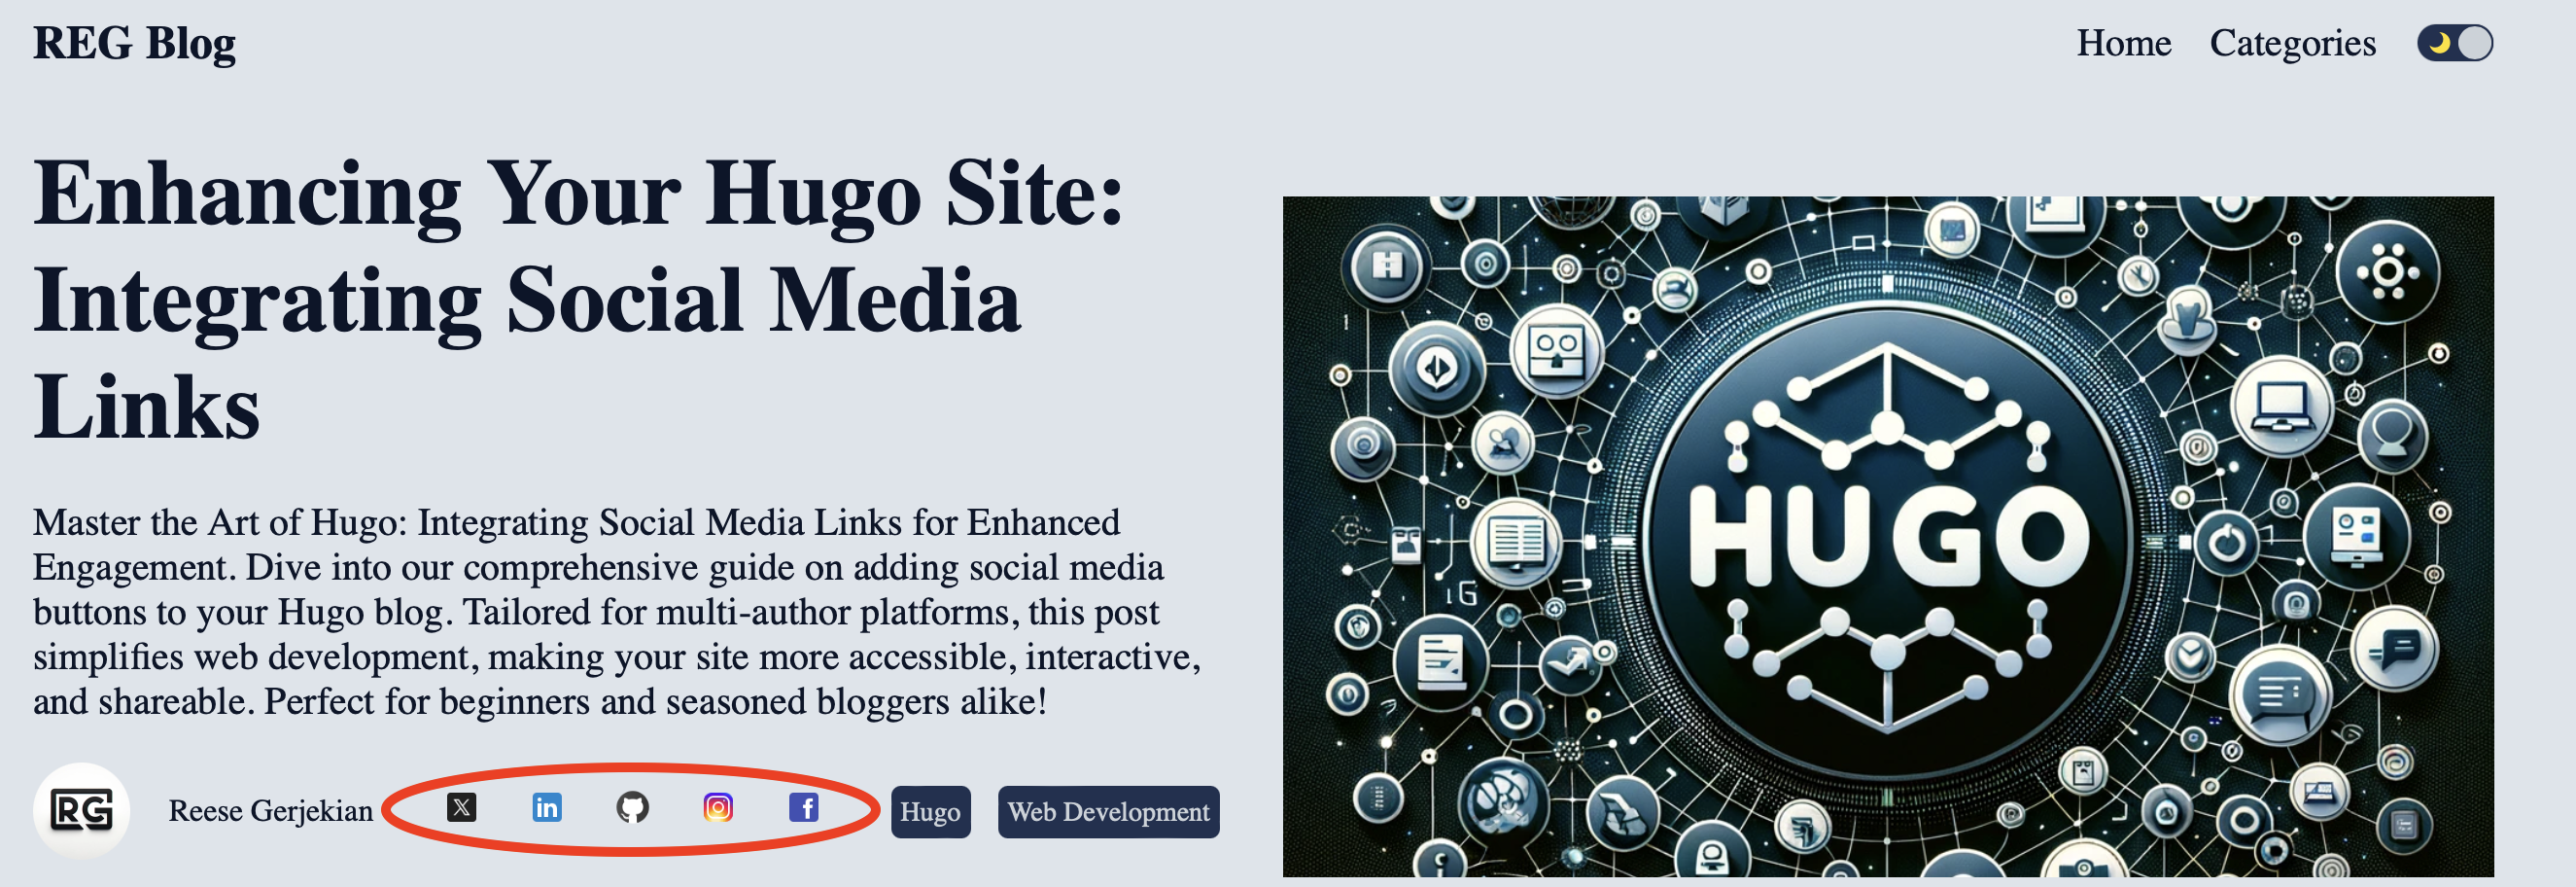 REG Blog
Home Categories
Enhancing Your Hugo Site:
Integrating Social Media
Links
Master the Art of Hugo: Integrating Social Media Links for Enhanced
Engagement. Dive into our comprehensive guide on adding social media
buttons to your Hugo blog. Tailored for multi-author platforms, this post
simplifies web development, making your site more accessible, interactive,
and shareable. Perfect for beginners and seasoned bloggers alike!
RG Reese Gerjekian X in f Hugo Web Development
HUGO